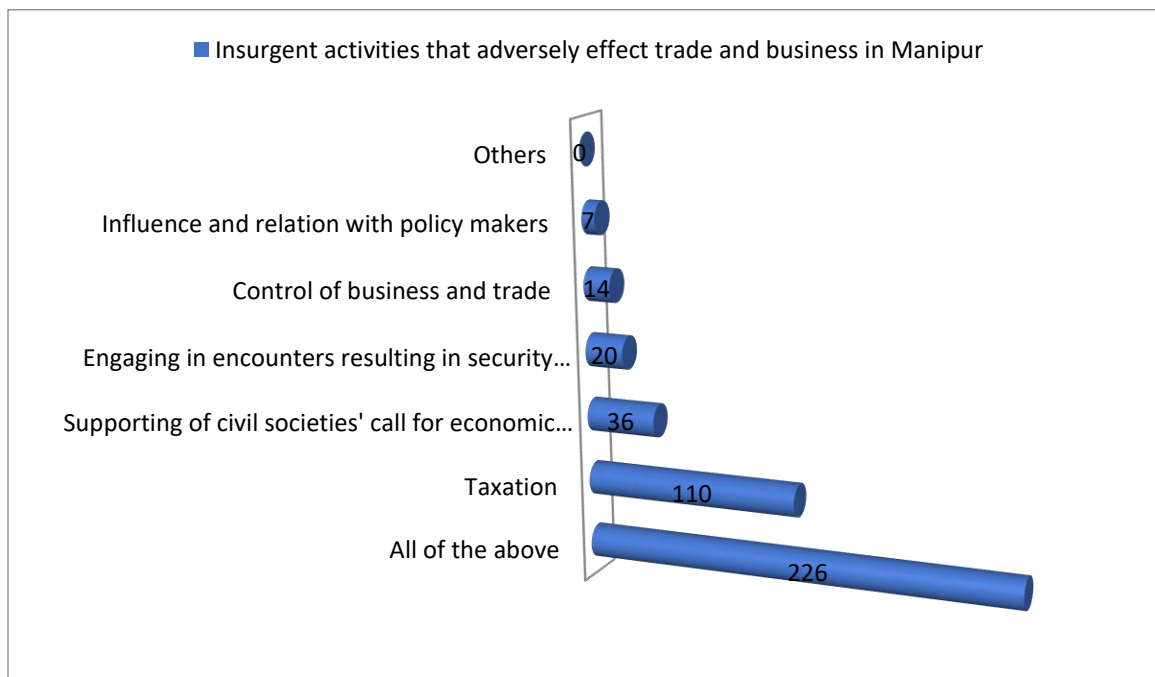 Insurgent activities that adversely effect trade and business in Manipur
Others
0
Influence and relation with policy makers
7
Control of business and trade
14
Engaging in encounters resulting in security...
20
Supporting of civil societies' call for economic...
36
Taxation
110
All of the above
226